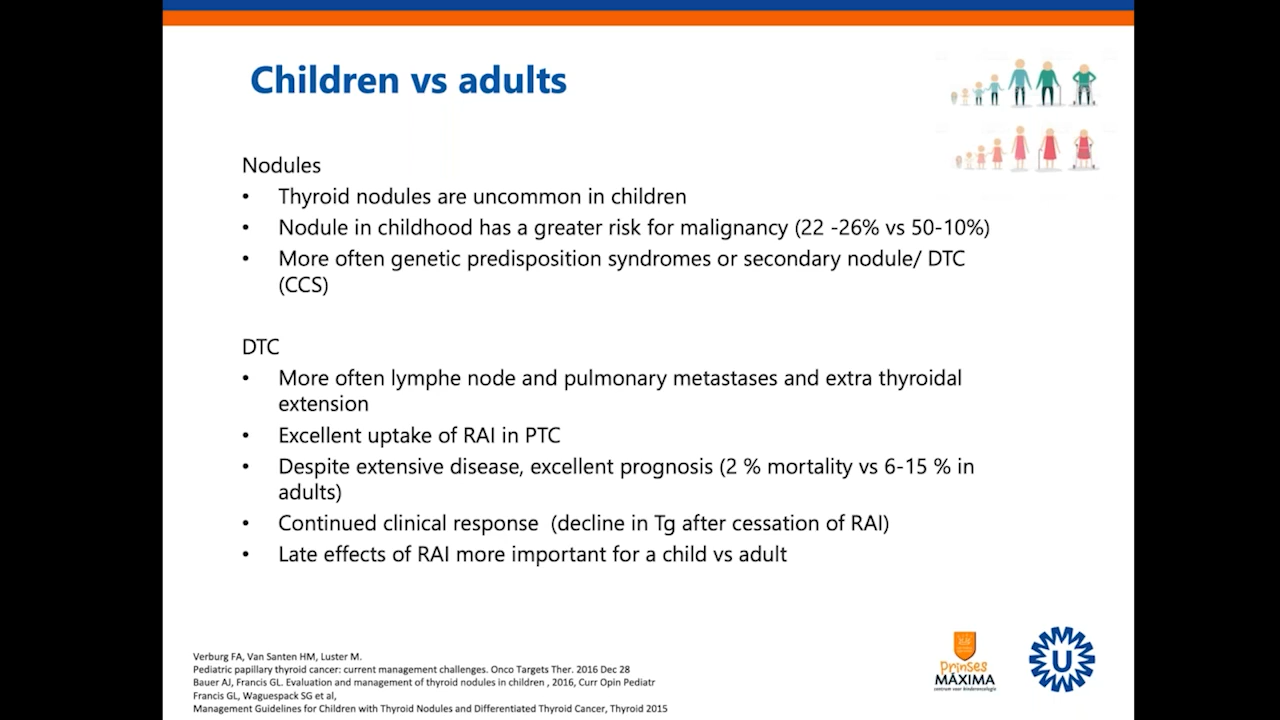 Children vs adults
Nodules
• Thyroid nodules are uncommon in children
• Nodule in childhood has a greater risk for malignancy (22 -26% vs 50-10%)
• More often genetic predisposition syndromes or secondary nodule/ DTC
(CCS)
DTC
• More often lymphe node and pulmonary metastases and extra thyroidal
extension
• Excellent uptake of RAI in PTC
• Despite extensive disease, excellent prognosis (2 % mortality vs 6-15 % in
adults)
• Continued clinical response  (decline in Tg after cessation of RAI)
• Late effects of RAI more important for a child vs adult
Verburg FA, Van Santen HM, Luster M.
Pediatric papillary thyroid cancer: current management challenges. Onco Targets Ther. 2016 Dec 28
Bauer AJ, Francis GL. Evaluation and management of thyroid nodules in children , 2016, Curr Opin Pediatr
Francis GL, Waguespack SG et al,
Management Guidelines for Children with Thyroid Nodules and Differentiated Thyroid Cancer, Thyroid 2015
Prinses
MÁXIMA
centrum voor kinderoncologie
U